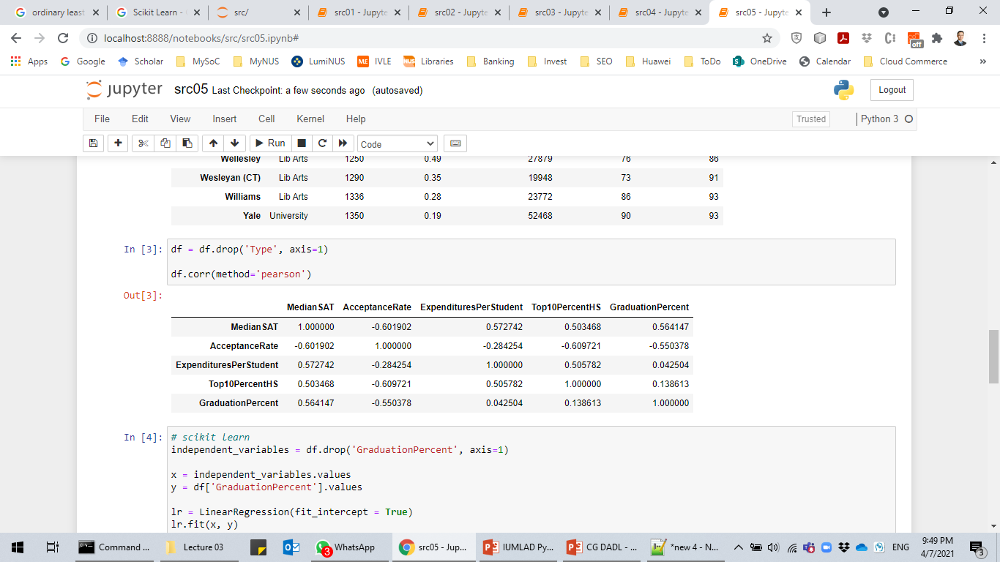 ordinary least
Scikit Learn -
src/
src01 - Jupyte
src02 - Jupyte
src03 - Jupyte
src04 - Jupyte
src05 - Jupyte
localhost:8888/notebooks/src/src05.ipynb#
off
Apps
Google
Scholar
MySoC
MyNUS
LumiNUS
ME IVLE
NUS Libraries
Banking
Invest
SEO
Huawei
ToDo
OneDrive
Calendar
Cloud Commerce
»
jupyter src05 Last Checkpoint: a few seconds ago (autosaved)
Logout
File Edit View Insert Cell Kernel Help
Trusted
Python 3
Run
Code
Wellesley Lib Arts 1250 0.49 27879 76 86
Wesleyan (CT) Lib Arts 1290 0.35 19948 73 91
Williams Lib Arts 1336 0.28 23772 86 93
Yale University 1350 0.19 52468 90 93
In [3]: df = df.drop('Type', axis=1)
df.corr(method='pearson')
Out[3]:
MedianSAT AcceptanceRate ExpendituresPerStudent Top10PercentHS GraduationPercent
MedianSAT 1.000000 -0.601902 0.572742 0.503468 0.564147
AcceptanceRate -0.601902 1.000000 -0.284254 -0.609721 -0.550378
ExpendituresPerStudent 0.572742 -0.284254 1.000000 0.505782 0.042504
Top10PercentHS 0.503468 -0.609721 0.505782 1.000000 0.138613
GraduationPercent 0.564147 -0.550378 0.042504 0.138613 1.000000
In [4]: # scikit learn
independent_variables = df.drop('GraduationPercent', axis=1)
x = independent_variables.values
y = df['GraduationPercent'].values
lr = LinearRegression(fit_intercept = True)
lr.fit(x, y)
Command ...
Lecture 03
3
WhatsApp
src05 - Jup...
IUMLAD Py...
CG DADL - ...
*new 4 - N...
ENG
9:49 PM
4/7/2021
3